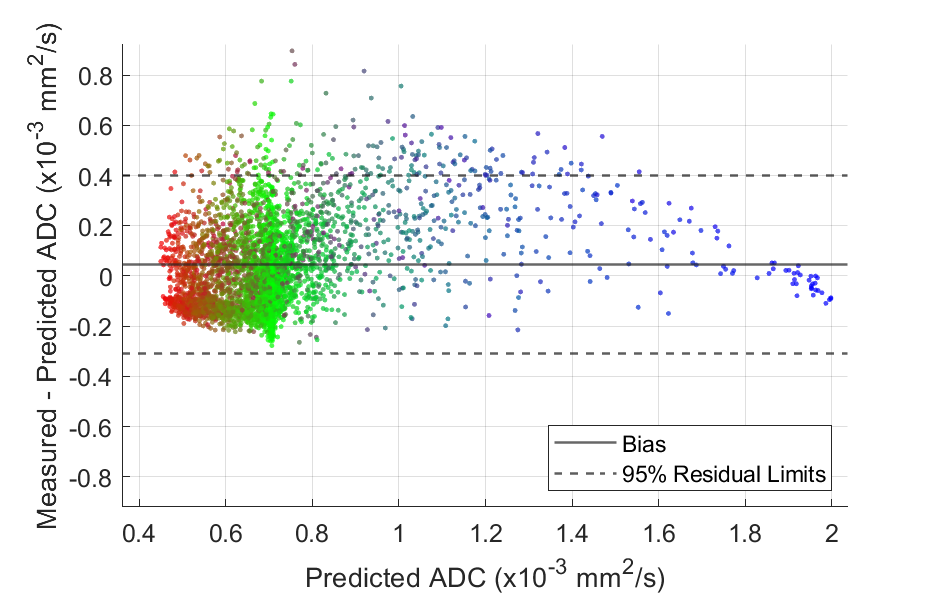 Measured - Predicted ADC (x10⁻³ mm²/s)
0.8
0.6
0.4
0.2
0
-0.2
-0.4
-0.6
-0.8
Bias
95% Residual Limits
0.4 0.6 0.8 1 1.2 1.4 1.6 1.8 2
Predicted ADC (x10⁻³ mm²/s)